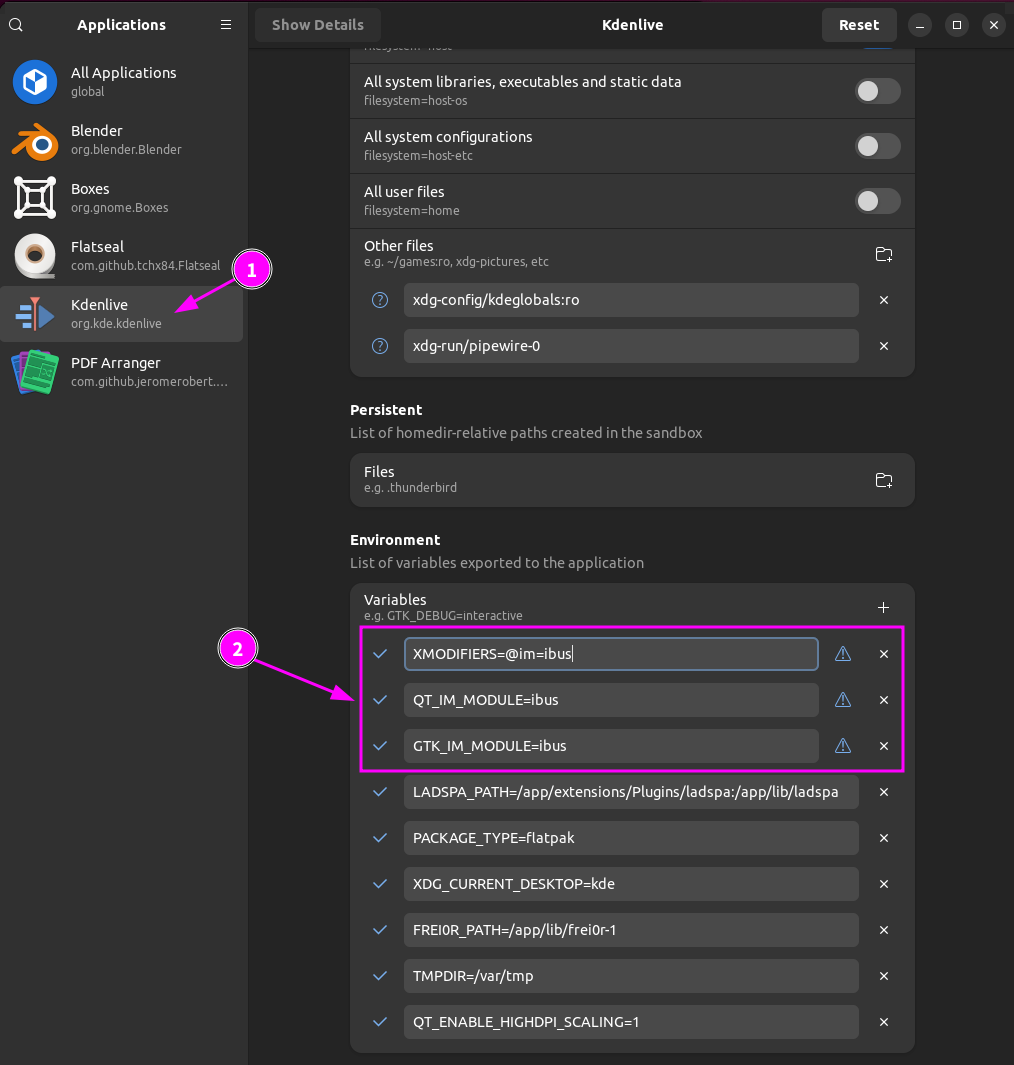 Applications
Show Details
Kdenlive
Reset
All Applications
global
Blender
org.blender.Blender
Boxes
org.gnome.Boxes
Flatseal
com.github.tchx84.Flatseal
1
Kdenlive
org.kde.kdenlive
PDF Arranger
com.github.jeromerobert....
filesystem=host
All system libraries, executables and static data
filesystem=host-os
All system configurations
filesystem=host-etc
All user files
filesystem=home
Other files
e.g. ~/games:ro, xdg-pictures, etc
xdg-config/kdeglobals:ro
xdg-run/pipewire-0
Persistent
List of homedir-relative paths created in the sandbox
Files
e.g. .thunderbird
Environment
List of variables exported to the application
Variables
e.g. GTK_DEBUG=interactive
2
XMODIFIERS=@im=ibus
QT_IM_MODULE=ibus
GTK_IM_MODULE=ibus
LADSPA_PATH=/app/extensions/Plugins/ladspa:/app/lib/ladspa
PACKAGE_TYPE=flatpak
XDG_CURRENT_DESKTOP=kde
FREI0R_PATH=/app/lib/frei0r-1
TMPDIR=/var/tmp
QT_ENABLE_HIGHDPI_SCALING=1